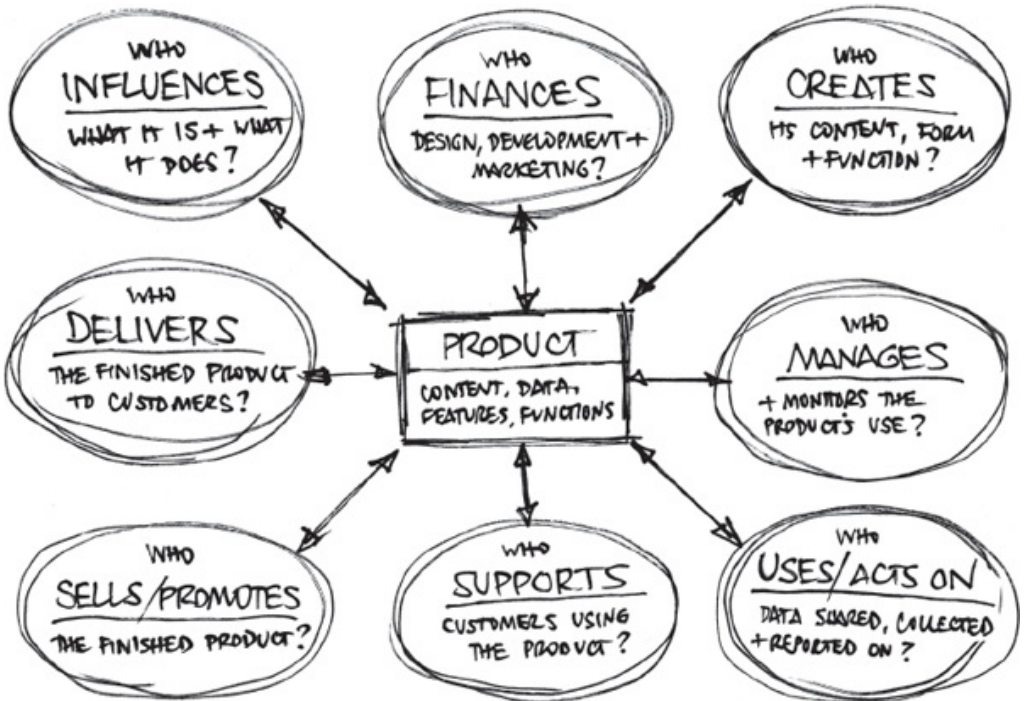 WHO
INFLUENCES
WHAT IT IS + WHAT
IT DOES?
WHO
FINANCES
DESIGN, DEVELOPMENT +
MARKETING?
WHO
CREATES
ITS CONTENT, FORM
+ FUNCTION?
WHO
DELIVERS
THE FINISHED PRODUCT
TO CUSTOMERS?
PRODUCT
CONTENT, DATA,
FEATURES, FUNCTIONS
WHO
MANAGES
+ MONITORS THE
PRODUCT'S USE?
WHO
SELLS/PROMOTES
THE FINISHED PRODUCT?
WHO
SUPPORTS
CUSTOMERS USING
THE PRODUCT?
WHO
USES/ACTS ON
DATA SHARED, COLLECTED
+ REPORTED ON?